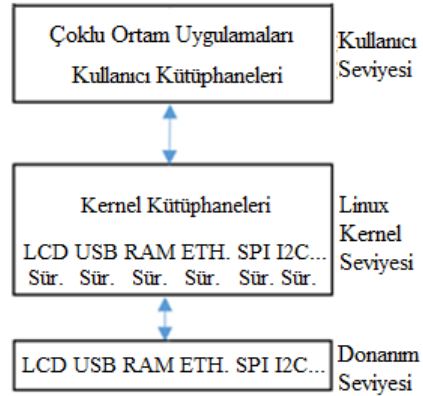 Çoklu Ortam Uygulamaları
Kullanıcı Kütüphaneleri
Kullanıcı
Seviyesi
Kernel Kütüphaneleri
LCD USB RAM ETH. SPI I2C...
Sür. Sür. Sür. Sür. Sür. Sür.
Linux
Kernel
Seviyesi
LCD USB RAM ETH. SPI I2C...
Donanım
Seviyesi